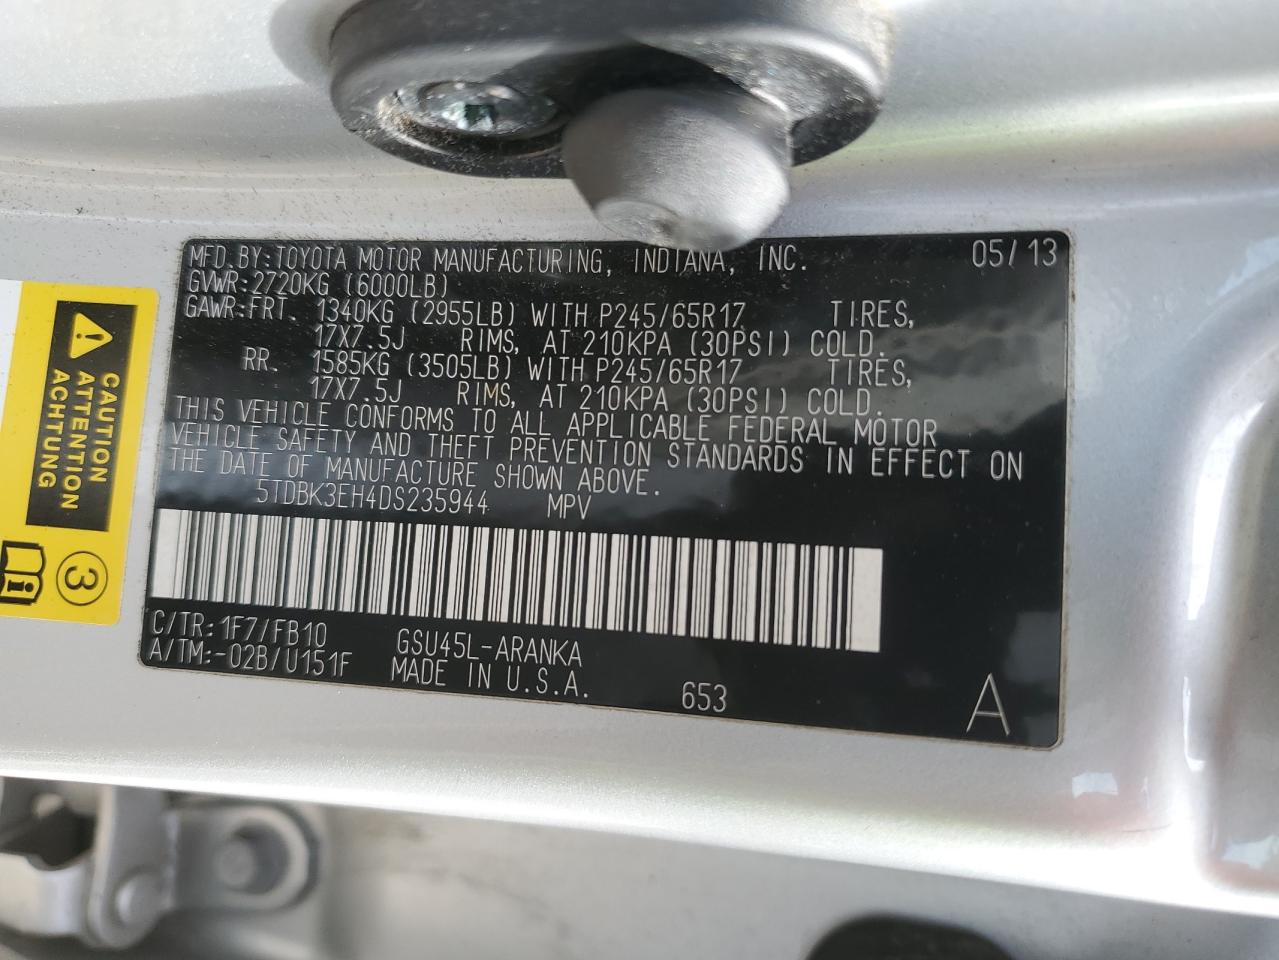 MFD.BY:TOYOTA MOTOR MANUFACTURING, INDIANA, INC. 05/13
GVWR:2720KG (6000LB)
GAWR:FRT. 1340KG (2955LB) WITH P245/65R17 TIRES,
17X7.5J RIMS, AT 210KPA (30PSI) COLD.
RR. 1585KG (3505LB) WITH P245/65R17 TIRES,
17X7.5J RIMS, AT 210KPA (30PSI) COLD.
THIS VEHICLE CONFORMS TO ALL APPLICABLE FEDERAL MOTOR
VEHICLE SAFETY AND THEFT PREVENTION STANDARDS IN EFFECT ON
THE DATE OF MANUFACTURE SHOWN ABOVE.
5TDBK3EH4DS235944 MPV
C/TR:1F7/FB10 GSU45L-ARANKA
A/TM:-02B/U151F MADE IN U.S.A. 653 A
CAUTION
ATTENTION
ACHTUNG
3